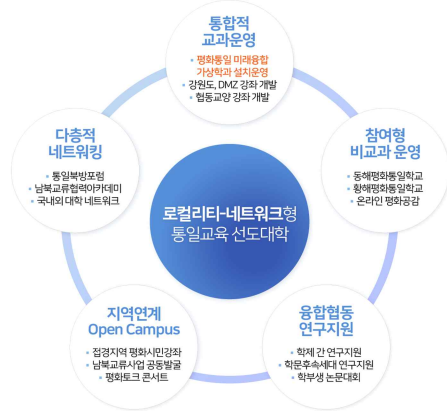 통합적
교과운영
• 평화통일 미래융합
가상학과 설치운영
• 강원도, DMZ 강좌 개발
• 협동교양 강좌 개발
다층적
네트워킹
• 통일북방포럼
• 남북교류협력아카데미
• 국내외 대학 네트워크
참여형
비교과 운영
• 동해평화통일학교
• 황해평화통일학교
• 온라인 평화공감
로컬리티-네트워크형
통일교육 선도대학
지역연계
Open Campus
• 접경지역 평화시민강좌
• 남북교류사업 공동발굴
• 평화토크 콘서트
융합협동
연구지원
• 학제 간 연구지원
• 학문후속세대 연구지원
• 학부생 논문대회